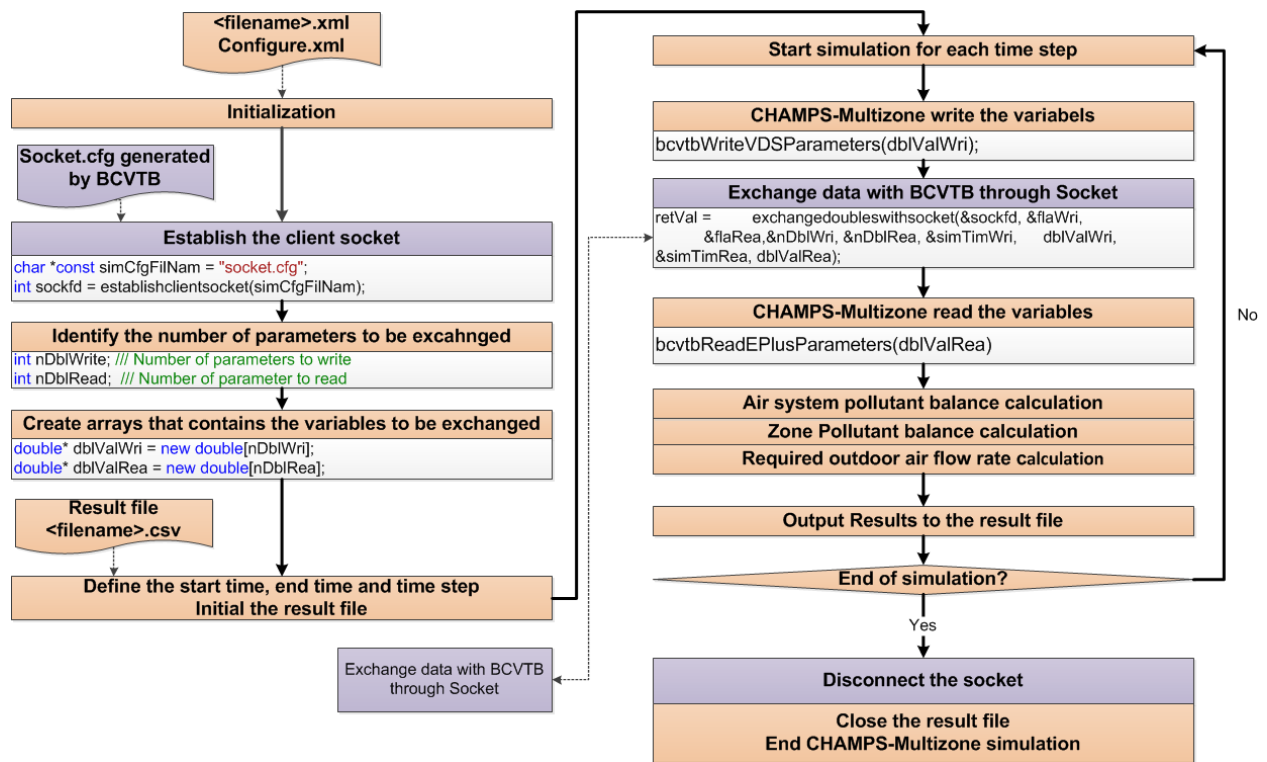 <filename>.xml
Configure.xml
Initialization
Socket.cfg generated
by BCVTB
Establish the client socket
char *const simCfgFilNam = "socket.cfg";
int sockfd = establishclientsocket(simCfgFilNam);
Identify the number of parameters to be excahnged
int nDblWrite; /// Number of parameters to write
int nDblRead; /// Number of parameter to read
Create arrays that contains the variables to be exchanged
double* dblValWri = new double[nDblWri];
double* dblValRea = new double[nDblRea];
Result file
<filename>.csv
Define the start time, end time and time step
Initial the result file
Exchange data with BCVTB
through Socket
Start simulation for each time step
CHAMPS-Multizone write the variabels
bcvtbWriteVDSParameters(dblValWri);
Exchange data with BCVTB through Socket
retVal = exchangedoubleswithsocket(&sockfd, &flaWri,
&flaRea,&nDblWri, &nDblRea, &simTimWri, dblValWri,
&simTimRea, dblValRea);
CHAMPS-Multizone read the variables
bcvtbReadEPlusParameters(dblValRea)
Air system pollutant balance calculation
Zone Pollutant balance calculation
Required outdoor air flow rate calculation
Output Results to the result file
End of simulation?
No
Yes
Disconnect the socket
Close the result file
End CHAMPS-Multizone simulation